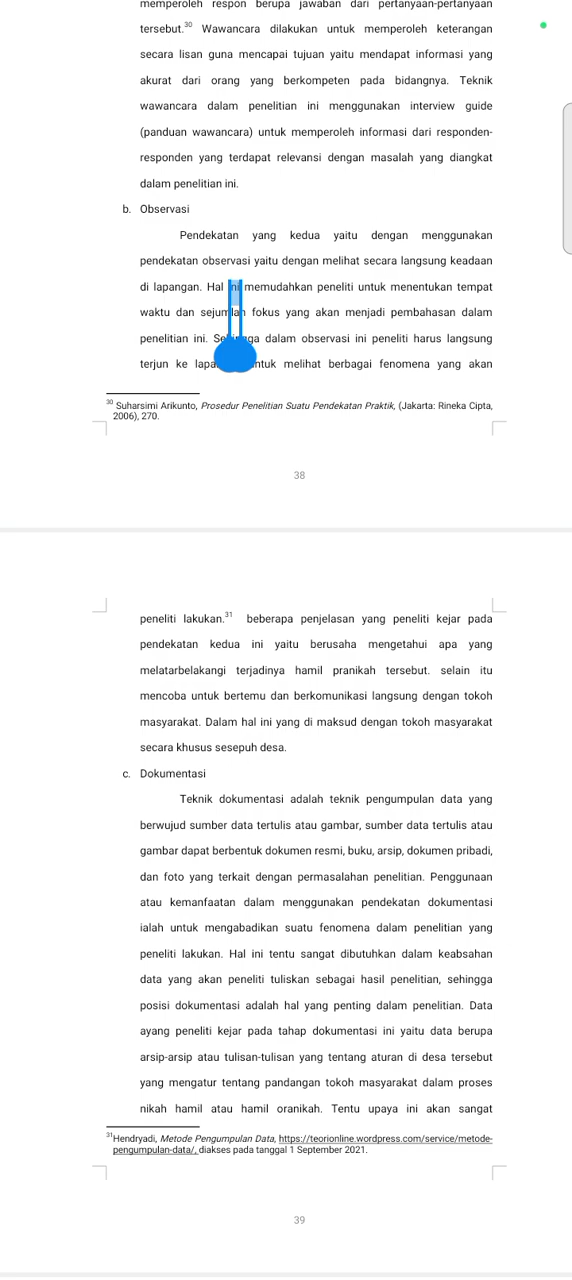 memperoleh respon berupa jawaban dari pertanyaan-pertanyaan
tersebut.30 Wawancara dilakukan untuk memperoleh keterangan
secara lisan guna mencapai tujuan yaitu mendapat informasi yang
akurat dari orang yang berkompeten pada bidangnya. Teknik
wawancara dalam penelitian ini menggunakan interview guide
(panduan wawancara) untuk memperoleh informasi dari responden-
responden yang terdapat relevansi dengan masalah yang diangkat
dalam penelitian ini.
b. Observasi
Pendekatan yang kedua yaitu dengan menggunakan
pendekatan observasi yaitu dengan melihat secara langsung keadaan
di lapangan. Hal ini memudahkan peneliti untuk menentukan tempat
waktu dan sejumlah fokus yang akan menjadi pembahasan dalam
penelitian ini. Sehingga dalam observasi ini peneliti harus langsung
terjun ke untuk melihat berbagai fenomena yang akan
30 Suharsimi Arikunto, Prosedur Penelitian Suatu Pendekatan Praktik, (Jakarta: Rineka Cipta,
2006), 270.
38
peneliti lakukan.31 beberapa penjelasan yang peneliti kejar pada
pendekatan kedua ini yaitu berusaha mengetahui apa yang
melatarbelakangi terjadinya hamil pranikah tersebut. selain itu
mencoba untuk bertemu dan berkomunikasi langsung dengan tokoh
masyarakat. Dalam hal ini yang di maksud dengan tokoh masyarakat
secara khusus sesepuh desa.
c. Dokumentasi
Teknik dokumentasi adalah teknik pengumpulan data yang
berwujud sumber data tertulis atau gambar, sumber data tertulis atau
gambar dapat berbentuk dokumen resmi, buku, arsip, dokumen pribadi,
dan foto yang terkait dengan permasalahan penelitian. Penggunaan
atau kemanfaatan dalam menggunakan pendekatan dokumentasi
ialah untuk mengabadikan suatu fenomena dalam penelitian yang
peneliti lakukan. Hal ini tentu sangat dibutuhkan dalam keabsahan
data yang akan peneliti tuliskan sebagai hasil penelitian, sehingga
posisi dokumentasi adalah hal yang penting dalam penelitian. Data
ayang peneliti kejar pada tahap dokumentasi ini yaitu data berupa
arsip-arsip atau tulisan-tulisan yang tentang aturan di desa tersebut
yang mengatur tentang pandangan tokoh masyarakat dalam proses
nikah hamil atau hamil oranikah. Tentu upaya ini akan sangat
31Hendryadi, Metode Pengumpulan Data, https://teorionline.wordpress.com/service/metode-
pengumpulan-data/, diakses pada tanggal 1 September 2021.
39